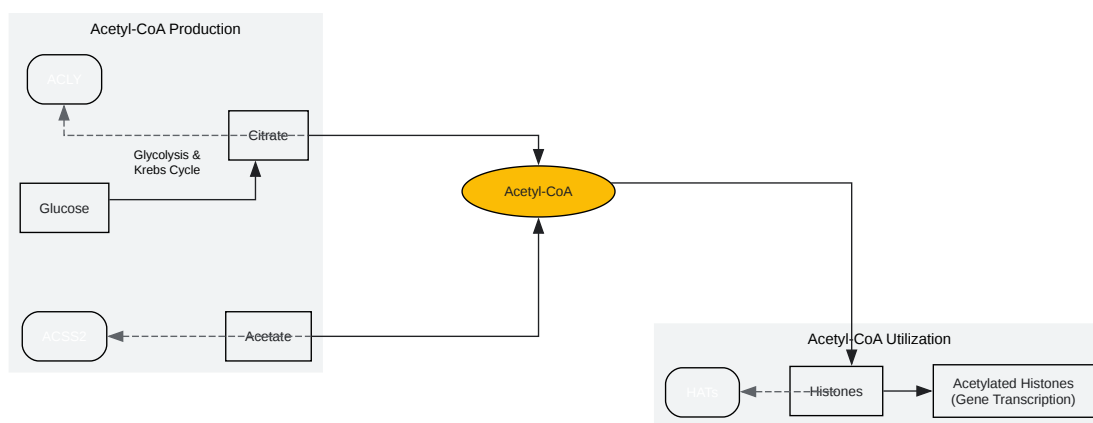 Acetyl-CoA Production
ACLY
Citrate
Glycolysis &
Krebs Cycle
Glucose
Acetyl-CoA
ACSS2
Acetate
Acetyl-CoA Utilization
HATs
Histones
Acetylated Histones
(Gene Transcription)